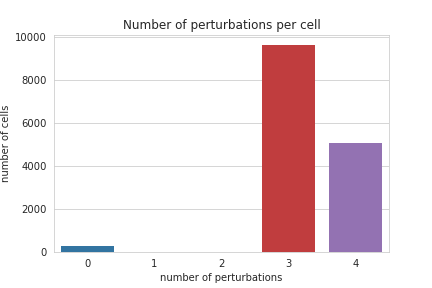 Number of perturbations per cell
number of cells
10000
8000
6000
4000
2000
0
0 1 2 3 4
number of perturbations